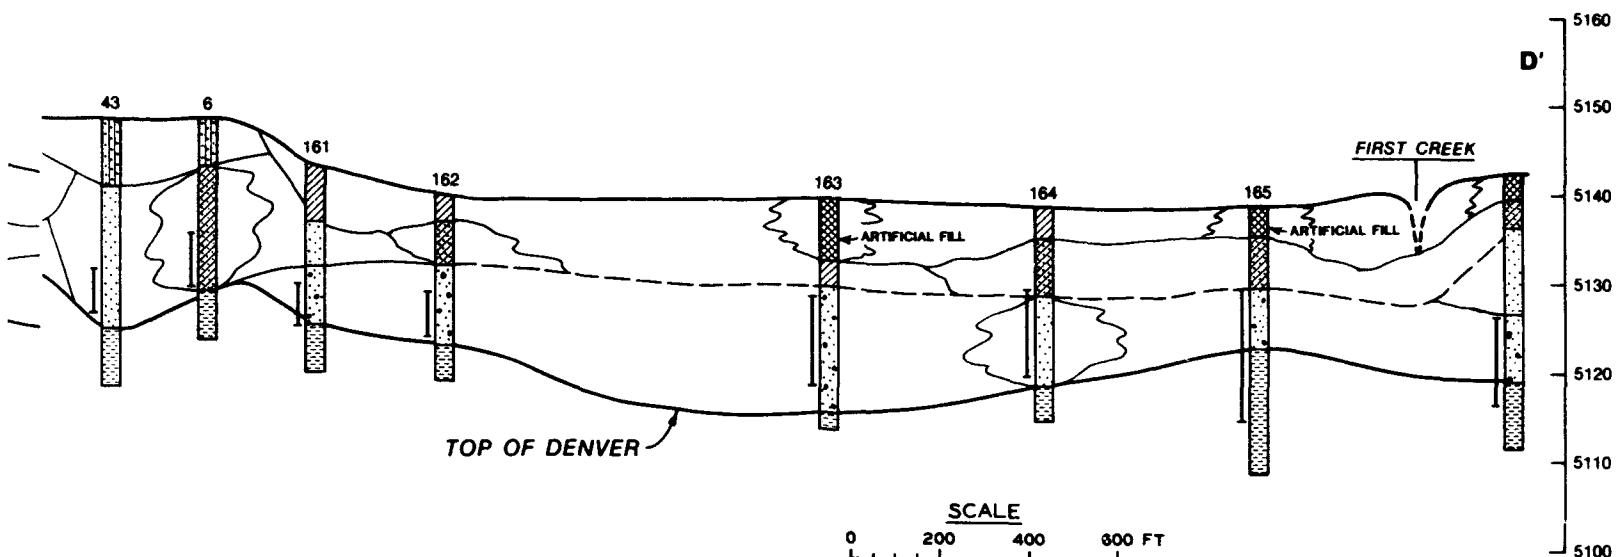 5160
D'
5150
43
6
161
162
163
164
165
FIRST CREEK
5140
ARTIFICIAL FILL
ARTIFICIAL FILL
5130
5120
TOP OF DENVER
5110
SCALE
0 200 400 600 FT
5100